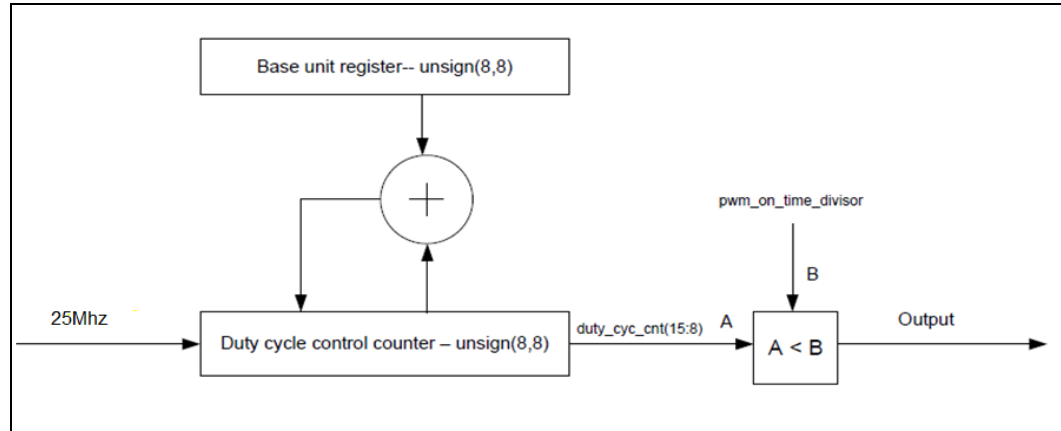 Base unit register-- unsign(8,8)
+
pwm_on_time_divisor
B
25Mhz
Duty cycle control counter – unsign(8,8)
duty_cyc_cnt(15:8)
A
A < B
Output